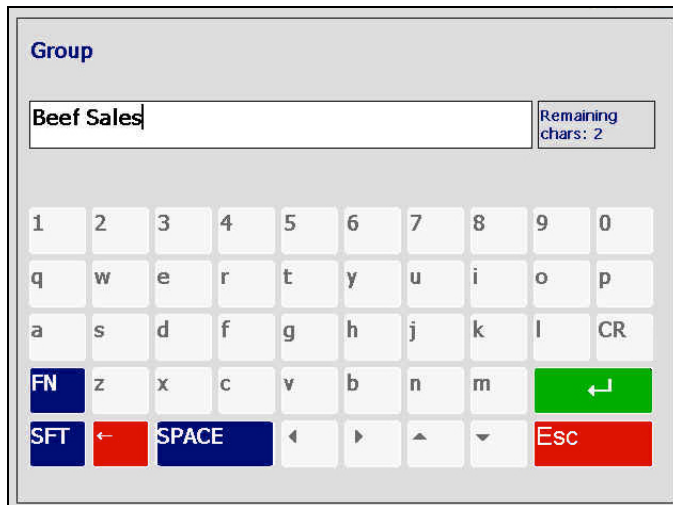 Group
Beef Sales
Remaining
chars: 2
1 2 3 4 5 6 7 8 9 0
q w e r t y u i o p
a s d f g h j k l CR
FN z x c v b n m
SFT ← SPACE Esc